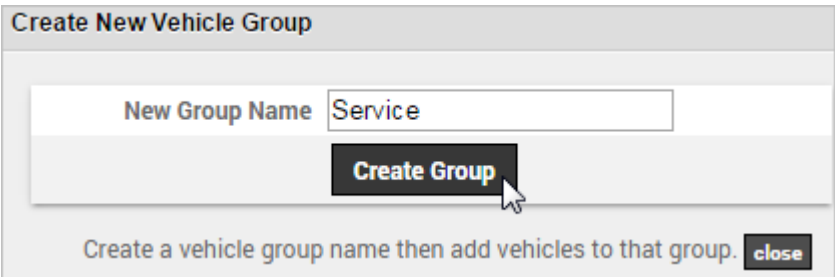 Create New Vehicle Group
New Group Name Service
Create Group
Create a vehicle group name then add vehicles to that group. close